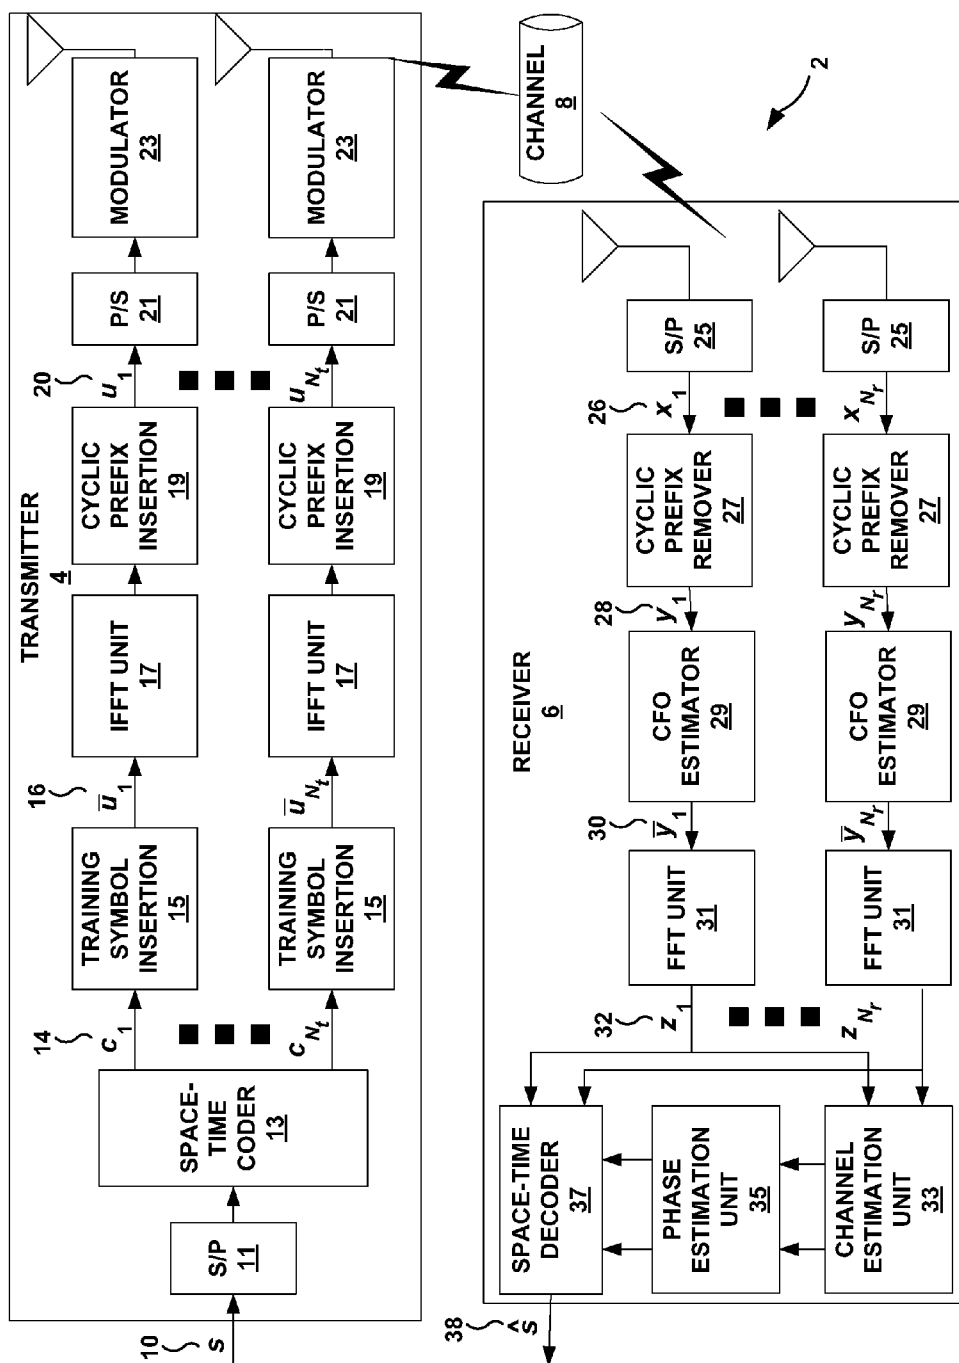 TRANSMITTER
4
10
s
S/P
11
SPACE-
TIME
CODER
13
14
c1
cNt
TRAINING
SYMBOL
INSERTION
15
TRAINING
SYMBOL
INSERTION
15
16
u̅1
u̅Nt
IFFT UNIT
17
IFFT UNIT
17
CYCLIC
PREFIX
INSERTION
19
CYCLIC
PREFIX
INSERTION
19
20
u1
uNt
P/S
21
P/S
21
MODULATOR
23
MODULATOR
23
CHANNEL
8
2
RECEIVER
6
S/P
25
S/P
25
26
x1
xNr
CYCLIC
PREFIX
REMOVER
27
CYCLIC
PREFIX
REMOVER
27
28
y1
yNr
CFO
ESTIMATOR
29
CFO
ESTIMATOR
29
30
y̅1
y̅Nr
FFT UNIT
31
FFT UNIT
31
32
z1
zNr
SPACE-TIME
DECODER
37
PHASE
ESTIMATION
UNIT
35
CHANNEL
ESTIMATION
UNIT
33
38
ŝ